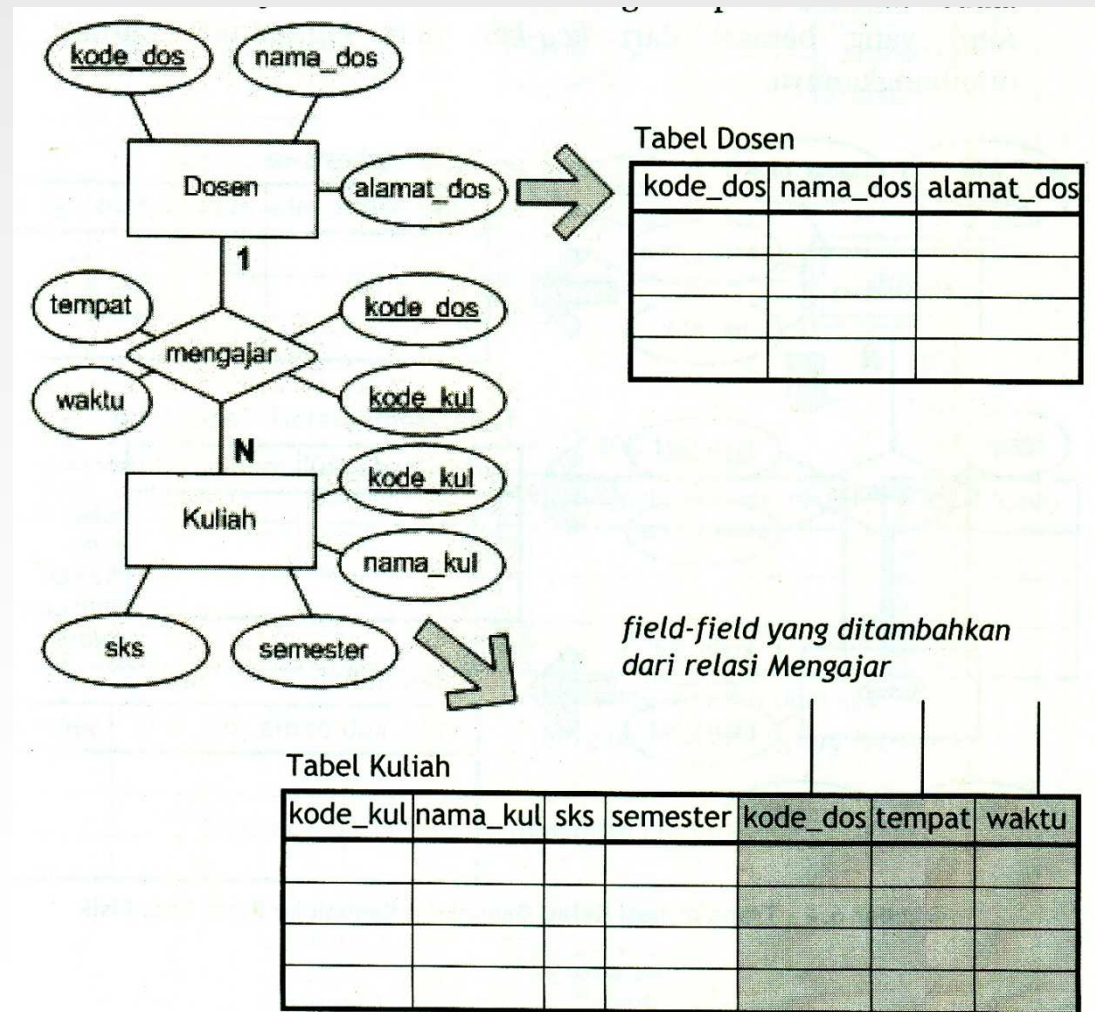 kode_dos
nama_dos
Dosen
alamat_dos
1
tempat
kode_dos
mengajar
waktu
kode_kul
N
kode_kul
Kuliah
nama_kul
sks
semester
Tabel Dosen
kode_dos nama_dos alamat_dos
field-field yang ditambahkan
dari relasi Mengajar
Tabel Kuliah
kode_kul nama_kul sks semester kode_dos tempat waktu